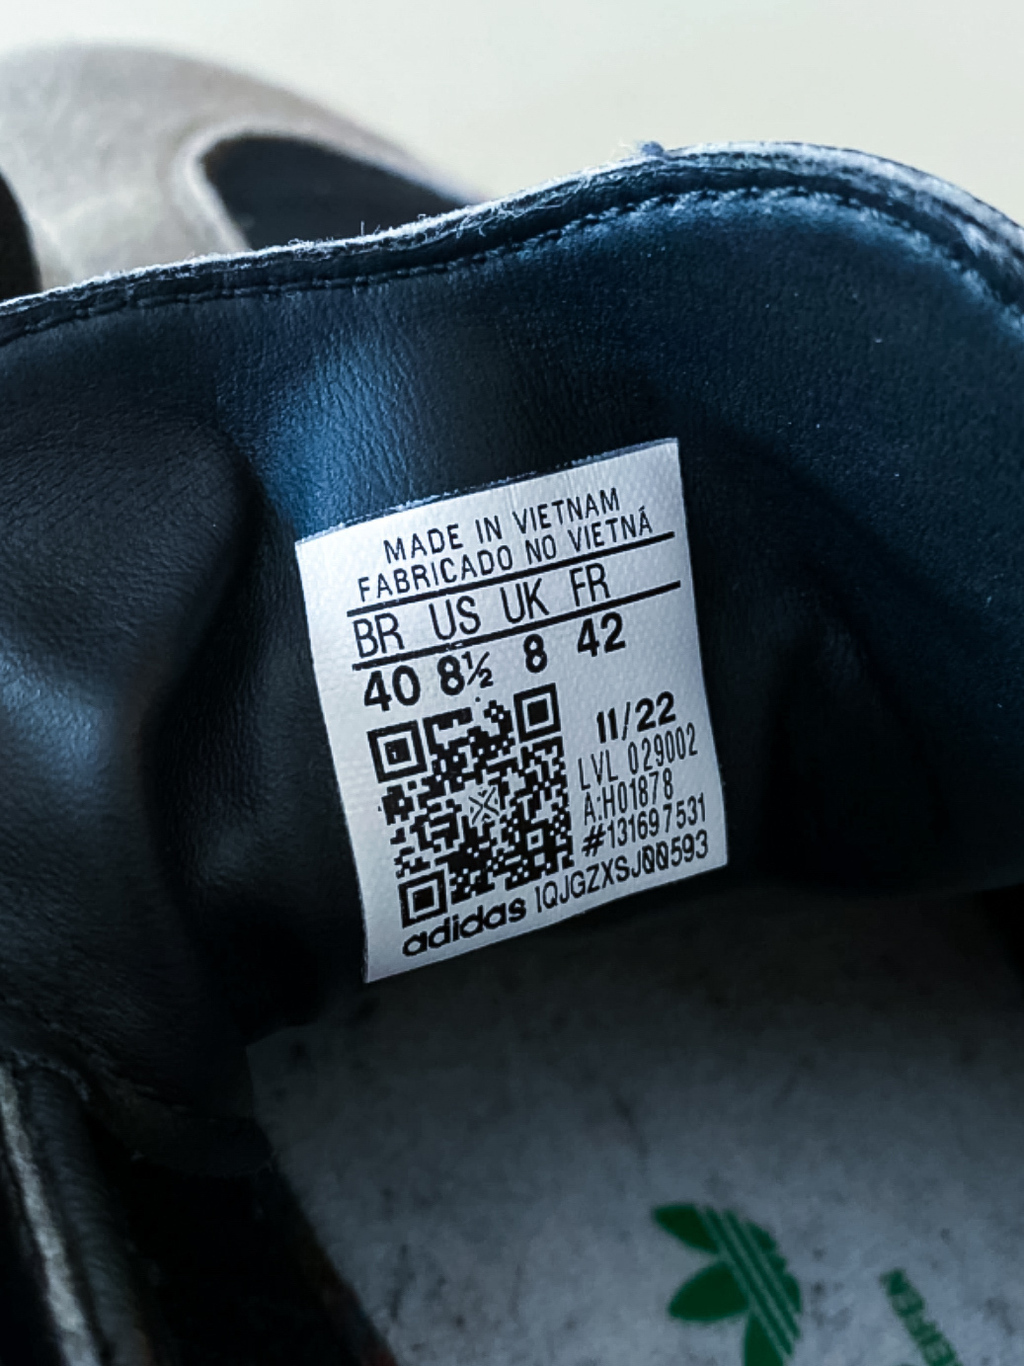 MADE IN VIETNAM
FABRICADO NO VIETNÃ
BR US UK FR
40 8½ 8 42
11/22
LVL 029002
A:H01878
#131697531
adidas 1QJGZXSJ00593